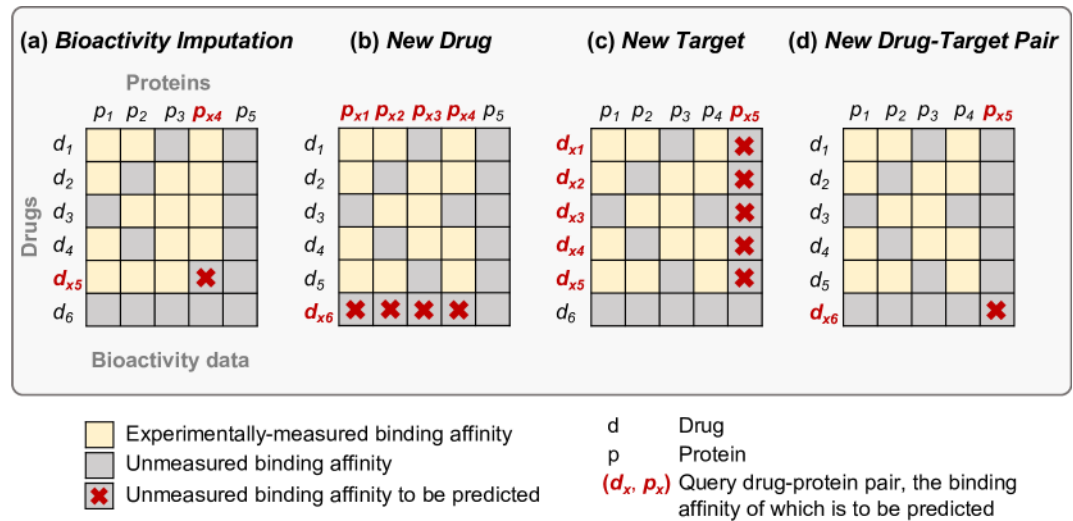 (a) Bioactivity Imputation (b) New Drug (c) New Target (d) New Drug-Target Pair
Proteins
p1 p2 p3 px4 p5 px1 px2 px3 px4 p5 p1 p2 p3 p4 px5 p1 p2 p3 p4 px5
Drugs
d1 d1 dx1 d1
d2 d2 dx2 d2
d3 d3 dx3 d3
d4 d4 dx4 d4
dx5 d5 dx5 d5
d6 dx6 d6 dx6
Bioactivity data
Experimentally-measured binding affinity
Unmeasured binding affinity
Unmeasured binding affinity to be predicted
d Drug
p Protein
(dx, px) Query drug-protein pair, the binding
affinity of which is to be predicted